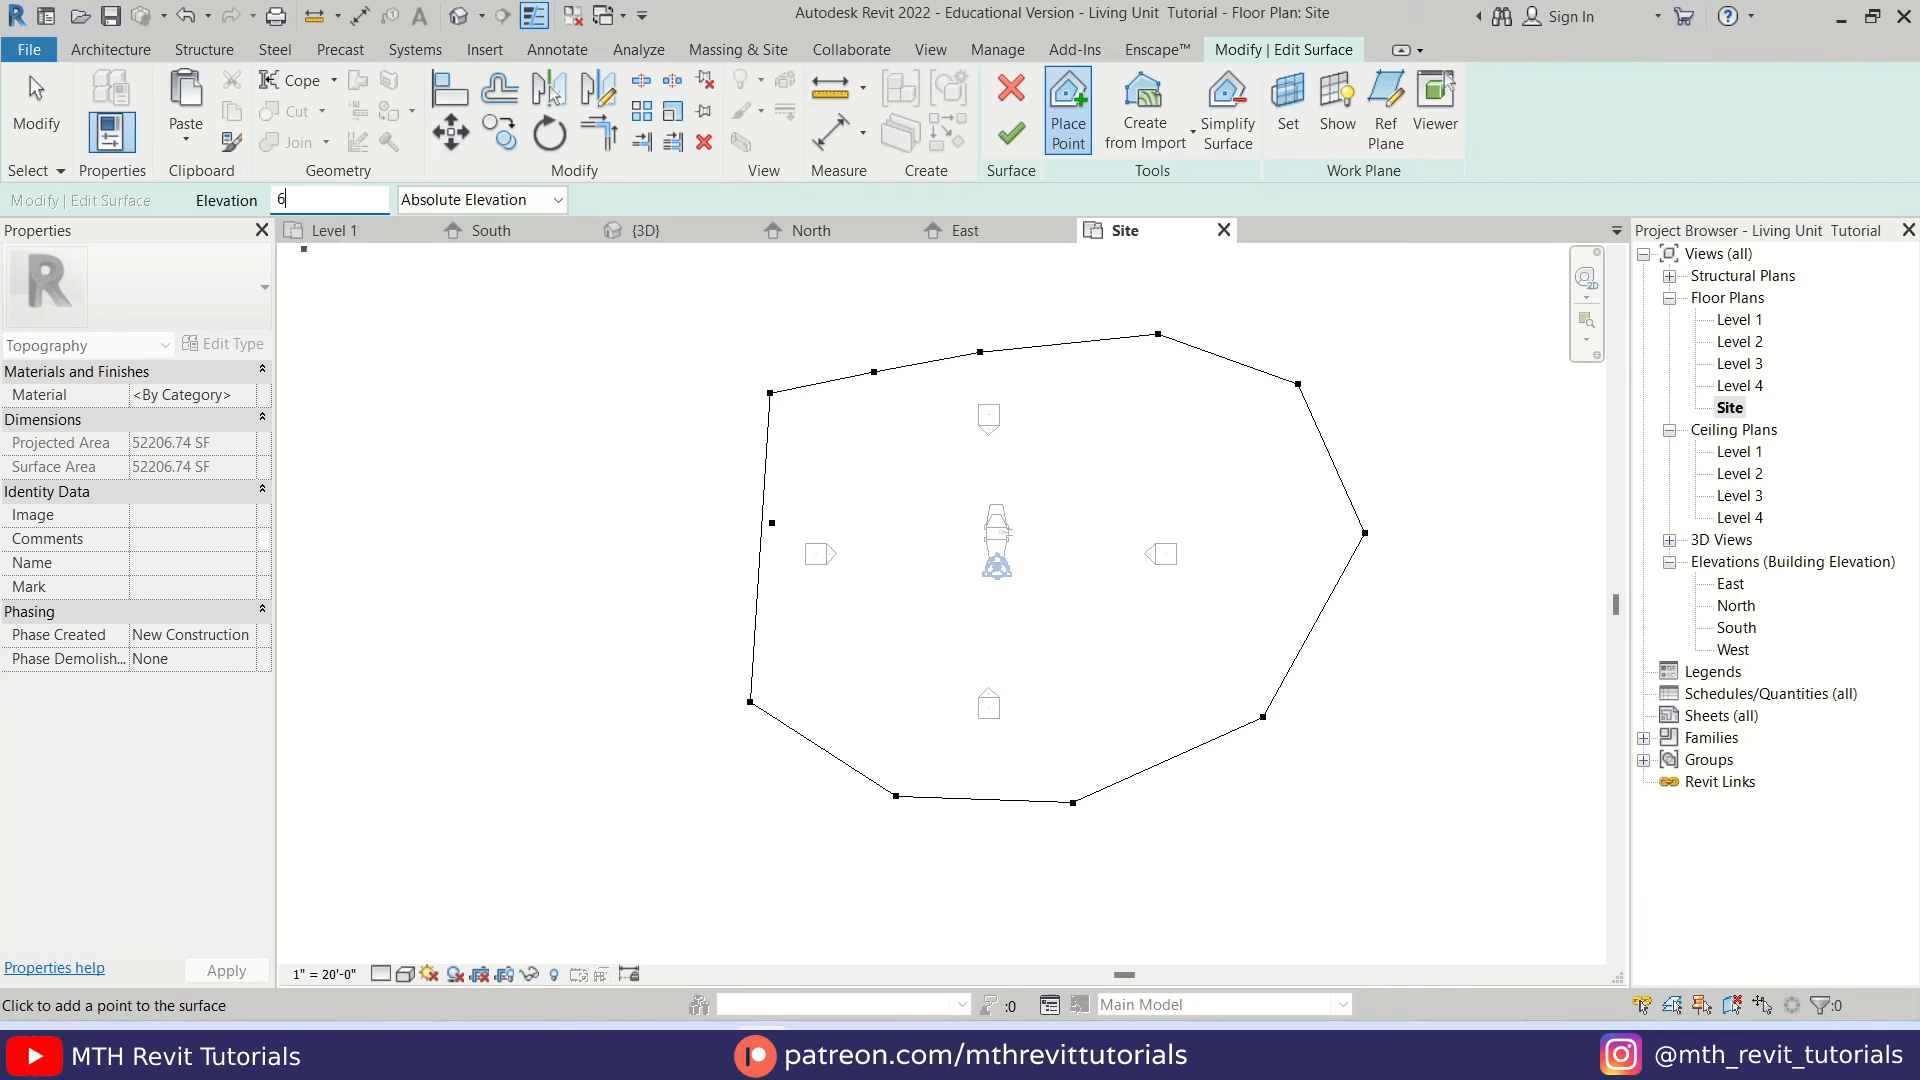 Autodesk Revit 2022 - Educational Version - Living Unit Tutorial - Floor Plan: Site
Sign In
File
Architecture
Structure
Steel
Precast
Systems
Insert
Annotate
Analyze
Massing & Site
Collaborate
View
Manage
Add-Ins
Enscape™
Modify | Edit Surface
Modify
Paste
Cope
Cut
Join
Place Point
Create from Import
Simplify Surface
Set
Show
Ref Plane
Viewer
Select
Properties
Clipboard
Geometry
Modify
View
Measure
Create
Surface
Tools
Work Plane
Modify | Edit Surface
Elevation
6
Absolute Elevation
Properties
Level 1
South
{3D}
North
East
Site
Project Browser - Living Unit Tutorial
R
Topography
Edit Type
Materials and Finishes
Material <By Category>
Dimensions
Projected Area 52206.74 SF
Surface Area 52206.74 SF
Identity Data
Image
Comments
Name
Mark
Phasing
Phase Created New Construction
Phase Demolish... None
Properties help
Apply
2D
Views (all)
Structural Plans
Floor Plans
Level 1
Level 2
Level 3
Level 4
Site
Ceiling Plans
Level 1
Level 2
Level 3
Level 4
3D Views
Elevations (Building Elevation)
East
North
South
West
Legends
Schedules/Quantities (all)
Sheets (all)
Families
Groups
Revit Links
1" = 20'-0"
Click to add a point to the surface
:0
Main Model
:0
MTH Revit Tutorials
patreon.com/mthrevittutorials
@mth_revit_tutorials